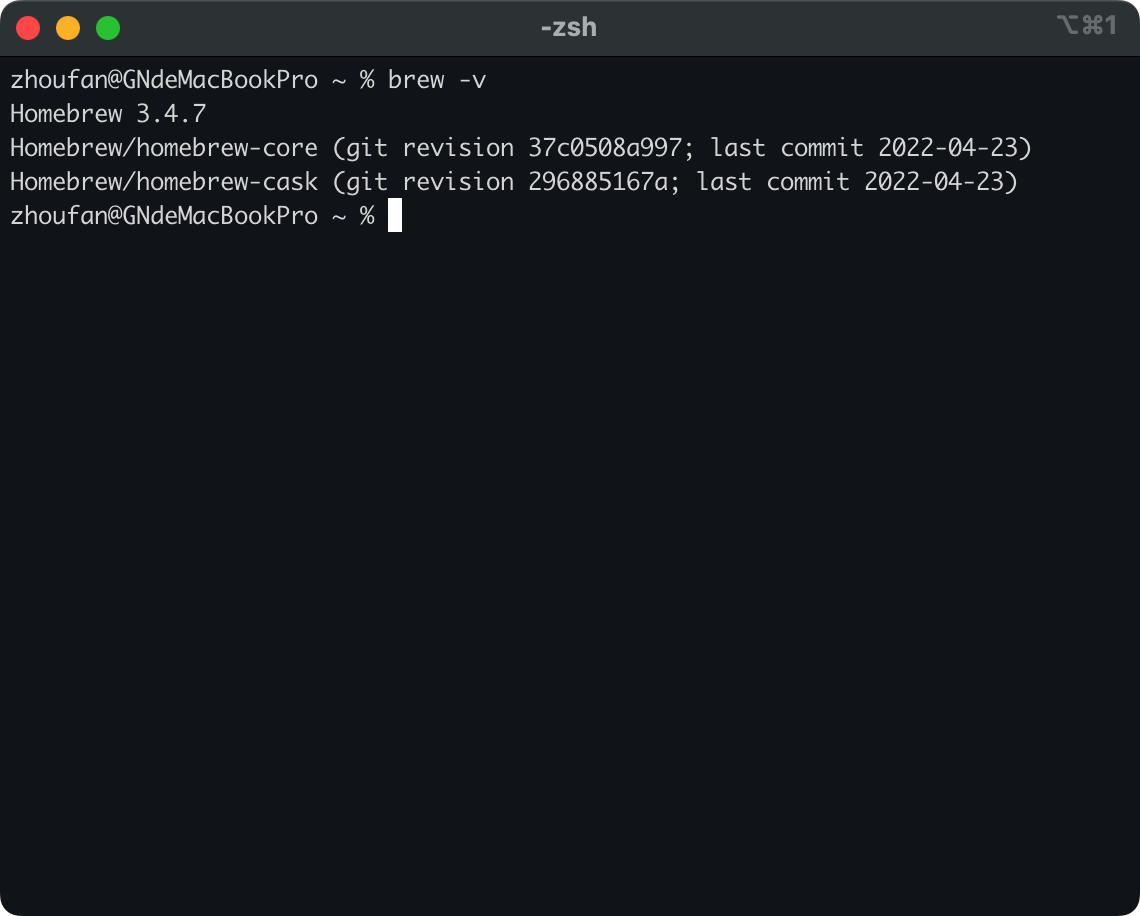 -zsh
⌥⌘1
zhoufan@GNdeMacBookPro ~ % brew -v
Homebrew 3.4.7
Homebrew/homebrew-core (git revision 37c0508a997; last commit 2022-04-23)
Homebrew/homebrew-cask (git revision 296885167a; last commit 2022-04-23)
zhoufan@GNdeMacBookPro ~ %